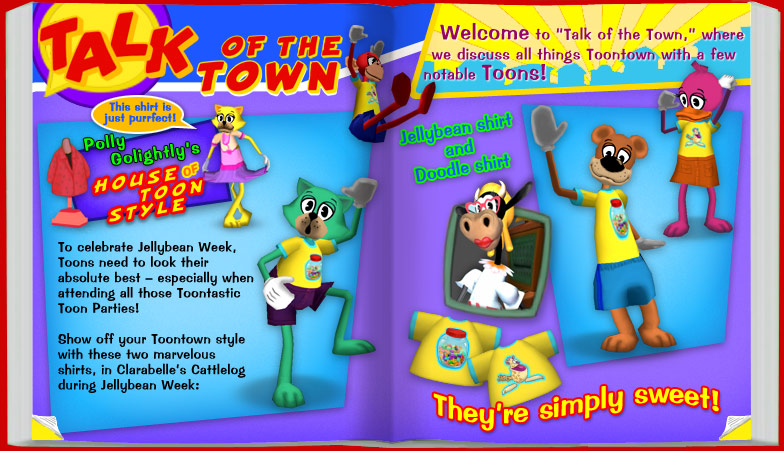 TALK
OF THE
TOWN
Welcome to "Talk of the Town," where
we discuss all things Toontown with a few
notable Toons!
This shirt is
just purrfect!
Polly
Golightly's
HOUSE OF
TOON
STYLE
To celebrate Jellybean Week,
Toons need to look their
absolute best – especially when
attending all those Toontastic
Toon Parties!
Show off your Toontown style
with these two marvelous
shirts, in Clarabelle's Cattlelog
during Jellybean Week:
Jellybean shirt
and
Doodle shirt
They're simply sweet!